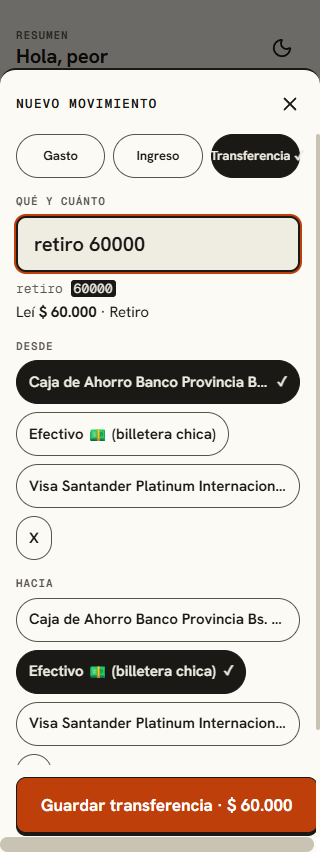 RESUMEN
Hola, peor
NUEVO MOVIMIENTO
Gasto
Ingreso
Transferencia ✓
QUÉ Y CUÁNTO
retiro 60000
retiro 60000
Leí $ 60.000 · Retiro
DESDE
Caja de Ahorro Banco Provincia B... ✓
Efectivo 💵 (billetera chica)
Visa Santander Platinum Internacion...
X
HACIA
Caja de Ahorro Banco Provincia Bs. ...
Efectivo 💵 (billetera chica) ✓
Visa Santander Platinum Internacion...
Guardar transferencia · $ 60.000